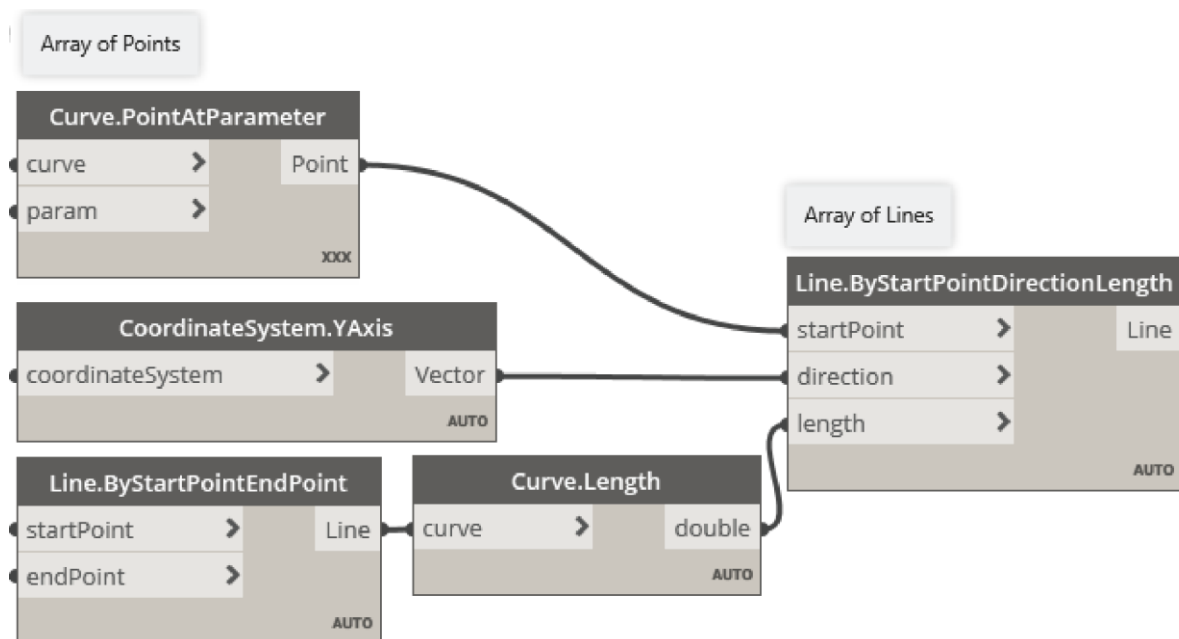 Array of Points
Curve.PointAtParameter
curve > Point
param >
XXX
CoordinateSystem.YAxis
coordinateSystem > Vector
AUTO
Line.ByStartPointEndPoint
startPoint > Line
endPoint >
AUTO
Curve.Length
curve > double
AUTO
Array of Lines
Line.ByStartPointDirectionLength
startPoint > Line
direction >
length >
AUTO